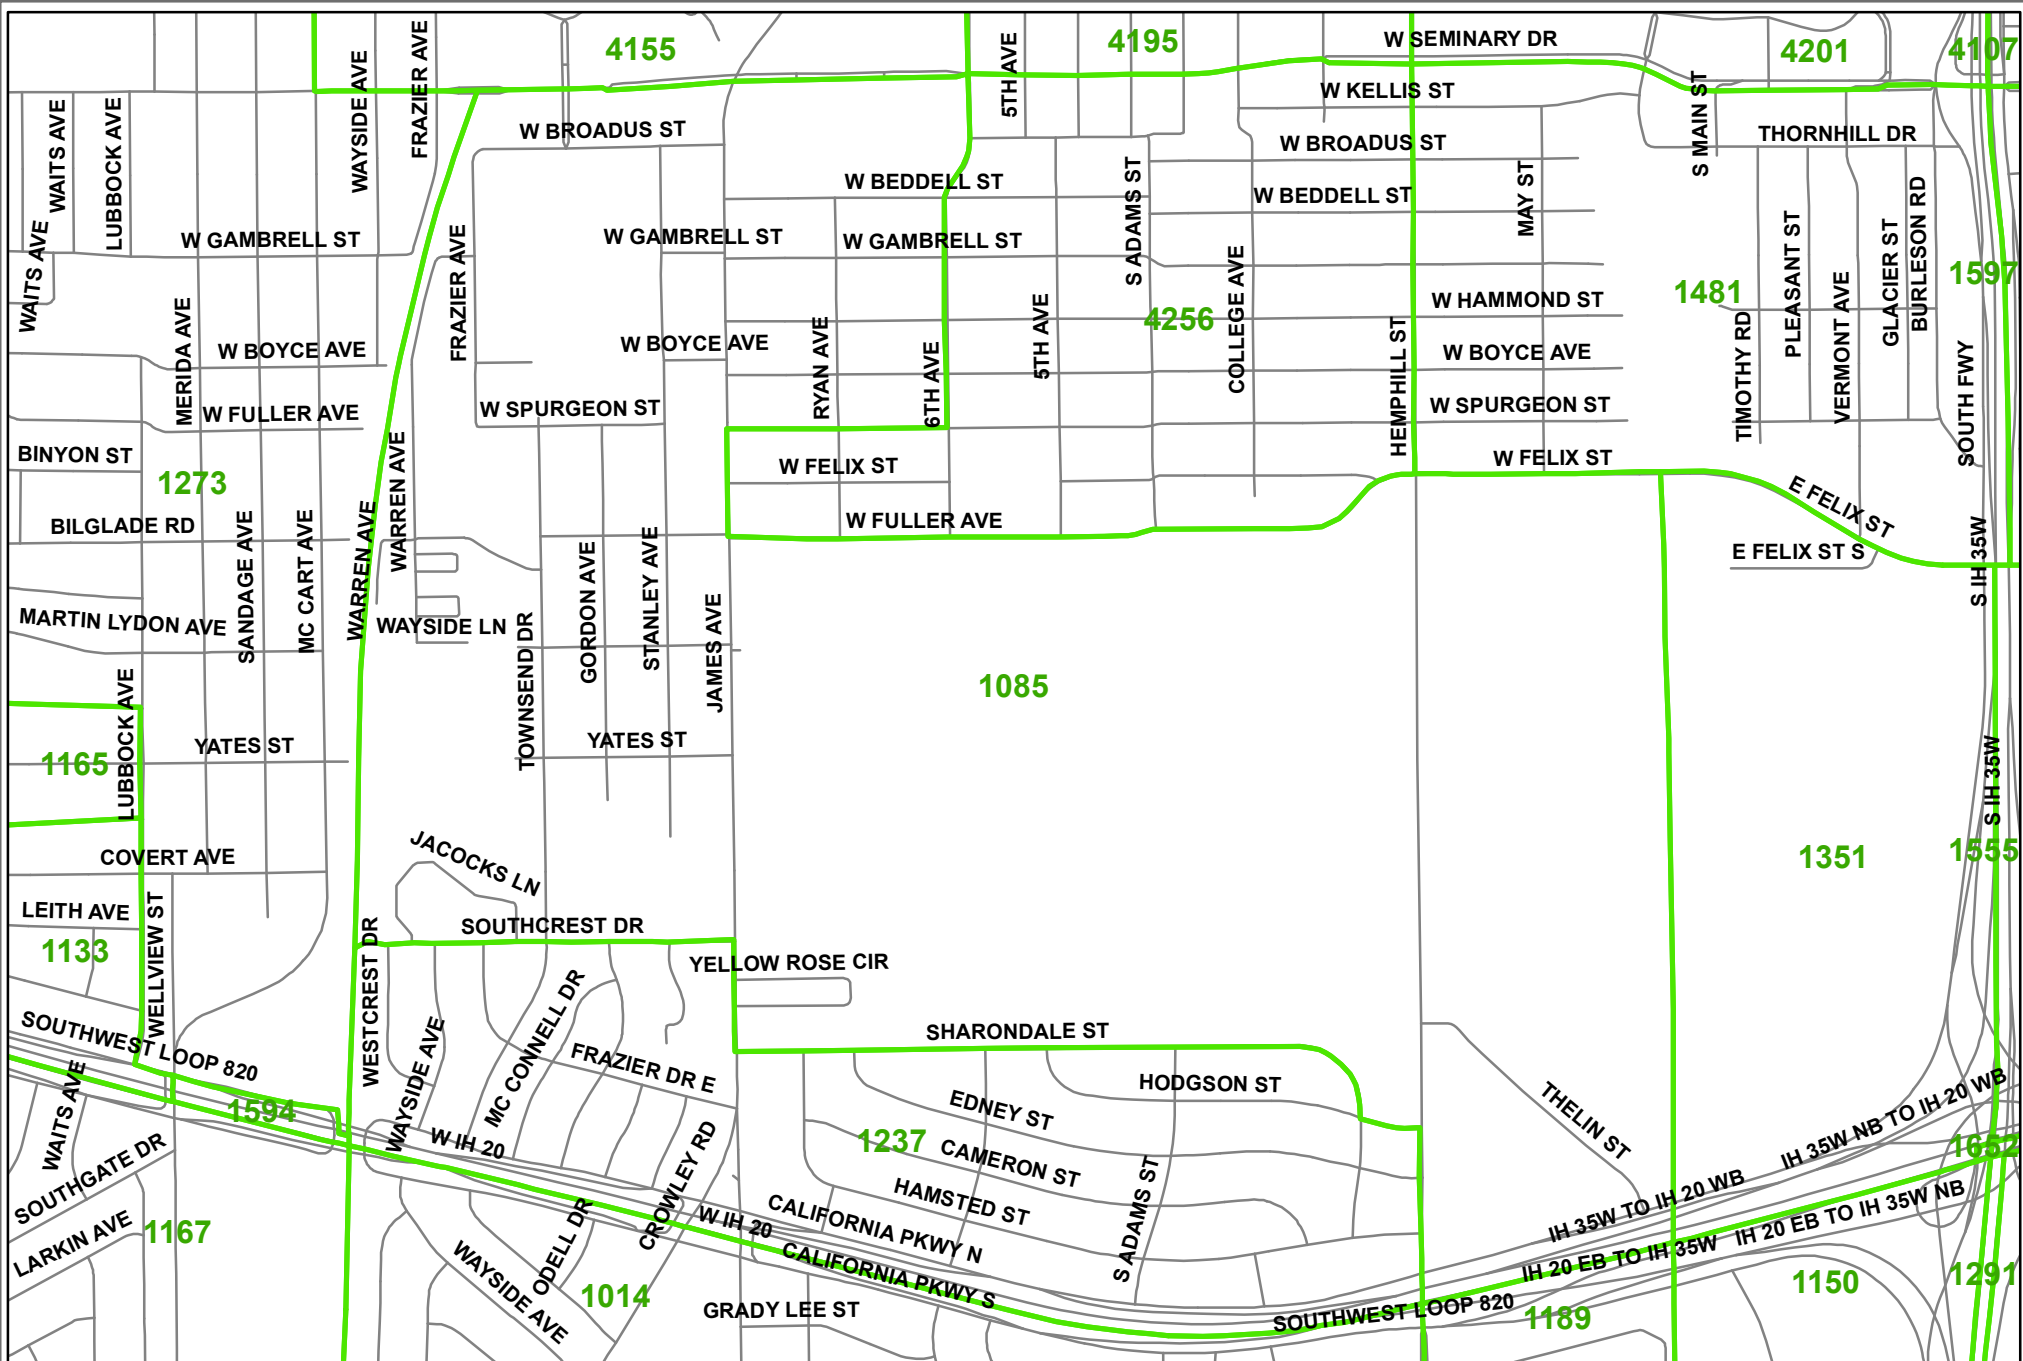 4155
4195
W SEMINARY DR
4201
4107
FRAZIER AVE
WAYSIDE AVE
5TH AVE
W KELLIS ST
S MAIN ST
WAITS AVE
LUBBOCK AVE
W BROADUS ST
W BROADUS ST
THORNHILL DR
W BEDDELL ST
S ADAMS ST
W BEDDELL ST
MAY ST
PLEASANT ST
GLACIER ST
BURLESON RD
WAITS AVE
W GAMBRELL ST
FRAZIER AVE
W GAMBRELL ST
W GAMBRELL ST
COLLEGE AVE
1481
1597
MERIDA AVE
4256
W HAMMOND ST
VERMONT AVE
W BOYCE AVE
W BOYCE AVE
RYAN AVE
6TH AVE
5TH AVE
HEMPHILL ST
W BOYCE AVE
TIMOTHY RD
SOUTH FWY
W FULLER AVE
W SPURGEON ST
W SPURGEON ST
BINYON ST
1273
WARREN AVE
W FELIX ST
W FELIX ST
BILGLADE RD
SANDAGE AVE
MC CART AVE
WARREN AVE
W FULLER AVE
E FELIX ST
E FELIX ST S
S IH 35W
MARTIN LYDON AVE
WAYSIDE LN
GORDON AVE
STANLEY AVE
JAMES AVE
TOWNSEND DR
1085
LUBBOCK AVE
1165
YATES ST
YATES ST
S IH 35W
COVERT AVE
JACOCKS LN
1351
1555
LEITH AVE
1133
WELLVIEW ST
WESTCREST DR
SOUTHCREST DR
YELLOW ROSE CIR
SOUTHWEST LOOP 820
WAYSIDE AVE
MC CONNELL DR
FRAZIER DR E
SHARONDALE ST
HODGSON ST
EDNEY ST
THELIN ST
WAITS AVE
1594
W IH 20
CROWLEY RD
1237
CAMERON ST
HAMSTED ST
S ADAMS ST
IH 35W NB TO IH 20 WB
1652
SOUTHGATE DR
LARKIN AVE
1167
W IH 20
CALIFORNIA PKWY N
CALIFORNIA PKWY S
IH 35W TO IH 20 WB
IH 20 EB TO IH 35W
IH 20 EB TO IH 35W NB
WAYSIDE AVE
ODELL DR
1014
GRADY LEE ST
SOUTHWEST LOOP 820
1189
1150
1291